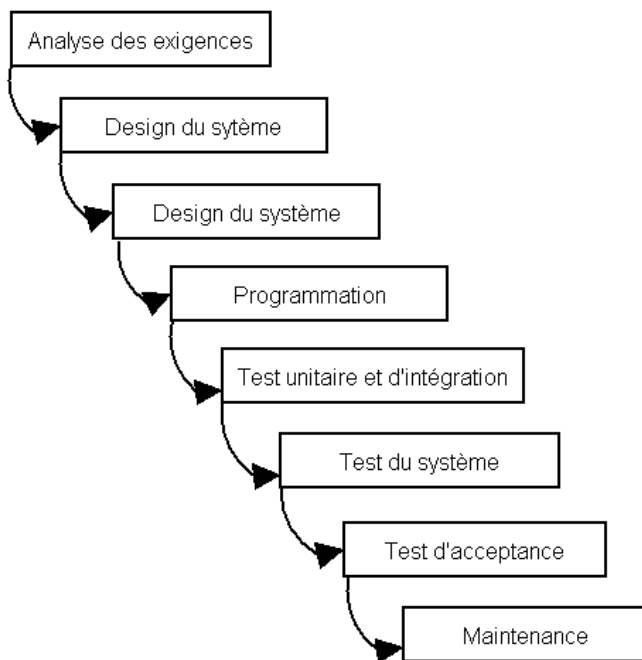 Analyse des exigences
Design du sytème
Design du système
Programmation
Test unitaire et d'intégration
Test du système
Test d'acceptance
Maintenance